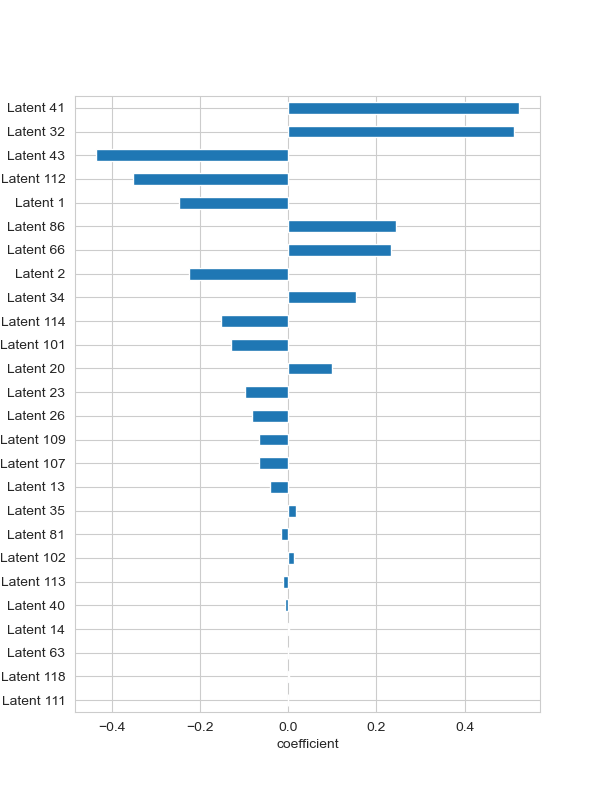 Latent 41
Latent 32
Latent 43
Latent 112
Latent 1
Latent 86
Latent 66
Latent 2
Latent 34
Latent 114
Latent 101
Latent 20
Latent 23
Latent 26
Latent 109
Latent 107
Latent 13
Latent 35
Latent 81
Latent 102
Latent 113
Latent 40
Latent 14
Latent 63
Latent 118
Latent 111
−0.4 −0.2 0.0 0.2 0.4
coefficient